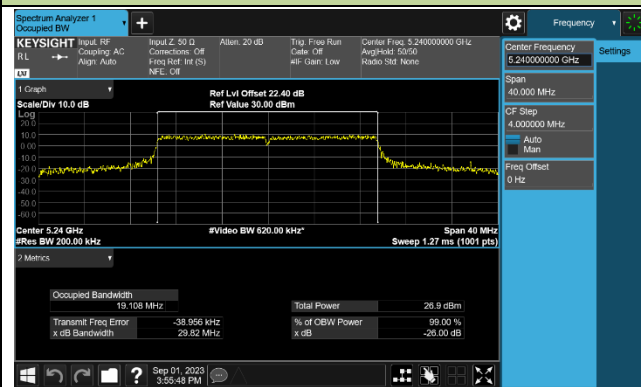 Spectrum Analyzer 1
Occupied BW
Frequency
KEYSIGHT
RL
LXI
Input: RF
Coupling: AC
Align: Auto
Input Z: 50 Ω
Corrections: Off
Freq Ref: Int (S)
NFE: Off
Atten: 20 dB
Trig: Free Run
Gate: Off
#IF Gain: Low
Center Freq: 5.240000000 GHz
Avg|Hold: 50/50
Radio Std: None
Center Frequency
5.240000000 GHz
Settings
Span
40.000 MHz
CF Step
4.000000 MHz
Auto
Man
Freq Offset
0 Hz
1 Graph
Scale/Div 10.0 dB
Ref Lvl Offset 22.40 dB
Ref Value 30.00 dBm
Log
20.0
10.0
0.00
-10.0
-20.0
-30.0
-40.0
-50.0
-60.0
Center 5.24 GHz
#Video BW 620.00 kHz*
Span 40 MHz
#Res BW 200.00 kHz
Sweep 1.27 ms (1001 pts)
2 Metrics
Occupied Bandwidth
19.108 MHz
Total Power 26.9 dBm
Transmit Freq Error -38.956 kHz
% of OBW Power 99.00 %
x dB Bandwidth 29.82 MHz
x dB -26.00 dB
?
Sep 01, 2023
3:55:48 PM